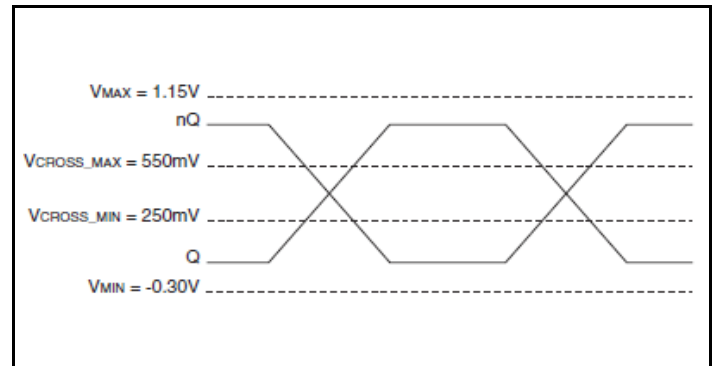 VMAX = 1.15V
nQ
VCROSS_MAX = 550mV
VCROSS_MIN = 250mV
Q
VMIN = -0.30V